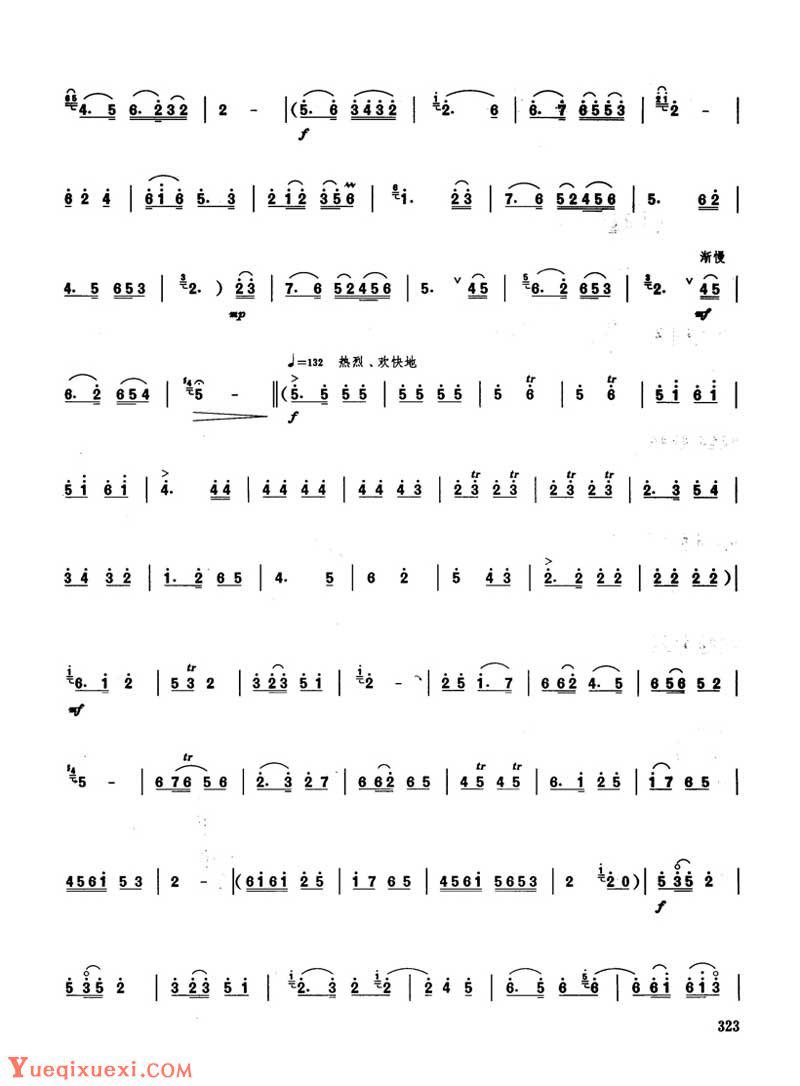 4. 5 6. 2 3 2 | 2 - | (5. 6 3 4 3 2 | 2. 6 | 6. 7 6 5 5 3 | 2 -
f
6 2 4 | 6 i 6 5. 3 | 2 1 2 3 5 6 | 1. 2 3 | 7. 6 5 2 4 5 6 | 5. 6 2 |
渐慢
4. 5 6 5 3 | 2. ) 2 3 | 7. 6 5 2 4 5 6 | 5. ∨ 4 5 | 6. 2 6 5 3 | 2. ∨ 4 5
mp mf
♩=132 热烈、欢快地
6. 2 6 5 4 | 5 - ‖ (5. 5 5 5 | 5 5 5 5 | 5 6 | 5 6 | 5 i 6 i |
tr tr
f
tr tr tr tr
5 i 6 i | 4. 4 4 | 4 4 4 4 | 4 4 4 3 | 2 3 2 3 | 2 3 2 3 | 2. 3 5 4 |
3 4 3 2 | 1. 2 6 5 | 4. 5 | 6 2 | 5 4 3 | 2. 2 2 2 | 2 2 2 2 ) |
tr
6. 1 2 | 5 3 2 | 3 2 3 5 1 | 2 - | 2 5 1. 7 | 6 6 2 4. 5 | 6 5 6 5 2 |
mf
tr tr tr
5 - | 6 7 6 5 6 | 2. 3 2 7 | 6 6 2 6 5 | 4 5 4 5 | 6. 1 2 5 | 1 7 6 5 |
4 5 6 i 5 3 | 2 - | (6 i 6 i 2 5 | i 7 6 5 | 4 5 6 i 5 6 5 3 | 2 2 0 ) | 5 3 5 2 |
f
5 3 5 2 | 3 2 3 5 1 | 2. 3 2 2 | 2 4 5 | 6. 5 6 6 | 6 i 6 6 i 3 |
323
Yueqixuexi.com